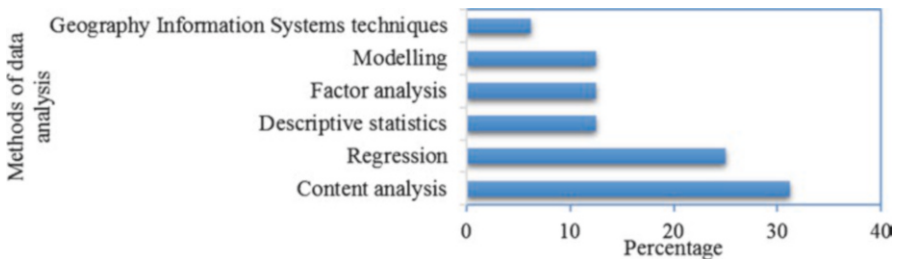 Methods of data
analysis
Geography Information Systems techniques
Modelling
Factor analysis
Descriptive statistics
Regression
Content analysis
0 10 20 30 40
Percentage